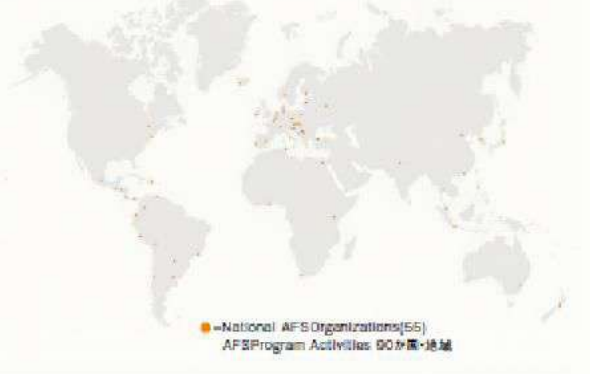 =National AFS Organizations(55)
AFS Program Activities 90か国・地域